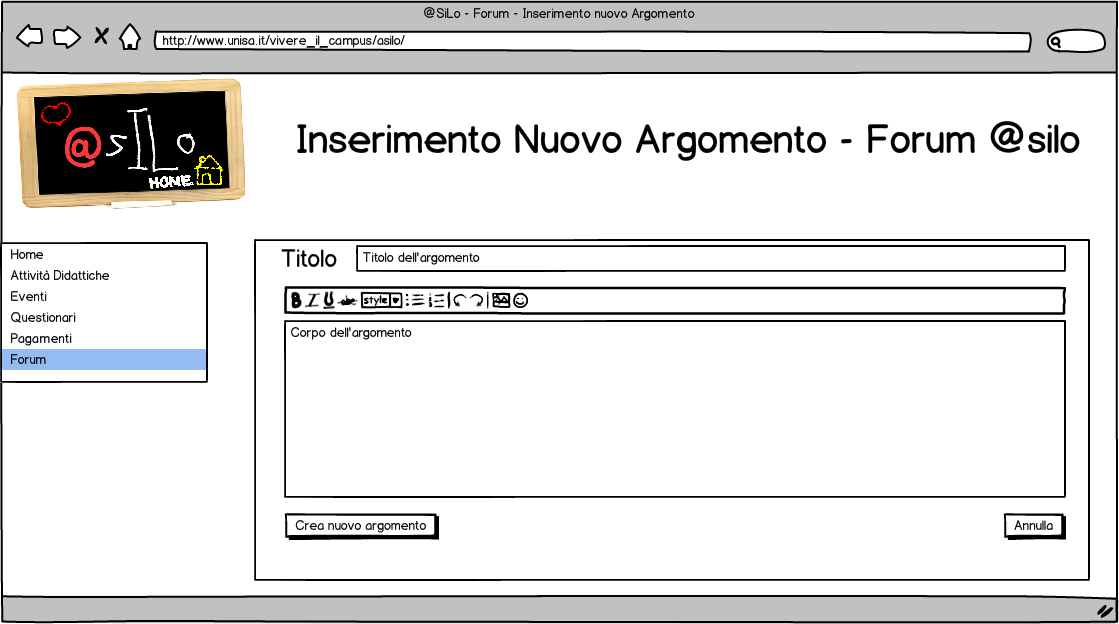 @SiLo - Forum - Inserimento nuovo Argomento
http://www.unisa.it/vivere_il_campus/asilo/
@sILo
HOME
Inserimento Nuovo Argomento - Forum @silo
Home
Attività Didattiche
Eventi
Questionari
Pagamenti
Forum
Titolo
Titolo dell'argomento
B I U abc style
Corpo dell'argomento
Crea nuovo argomento
Annulla